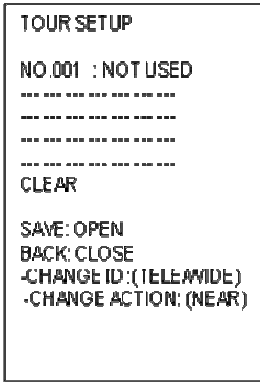 TOUR SETUP
NO.001 : NOT USED
--- --- --- --- --- --- --- ---
--- --- --- --- --- --- --- ---
--- --- --- --- --- --- --- ---
--- --- --- --- --- --- --- ---
CLEAR
SAVE: OPEN
BACK: CLOSE
-CHANGE ID:(TELE/WIDE)
-CHANGE ACTION: (NEAR)